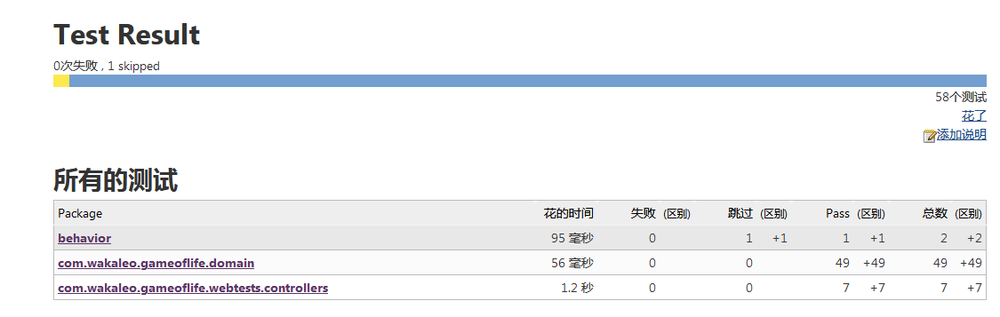 Test Result
0次失败 , 1 skipped
58个测试
花了
添加说明
所有的测试
Package 花的时间 失败 (区别) 跳过 (区别) Pass (区别) 总数 (区别)
behavior 95 毫秒 0 1 +1 1 +1 2 +2
com.wakaleo.gameoflife.domain 56 毫秒 0 0 49 +49 49 +49
com.wakaleo.gameoflife.webtests.controllers 1.2 秒 0 0 7 +7 7 +7